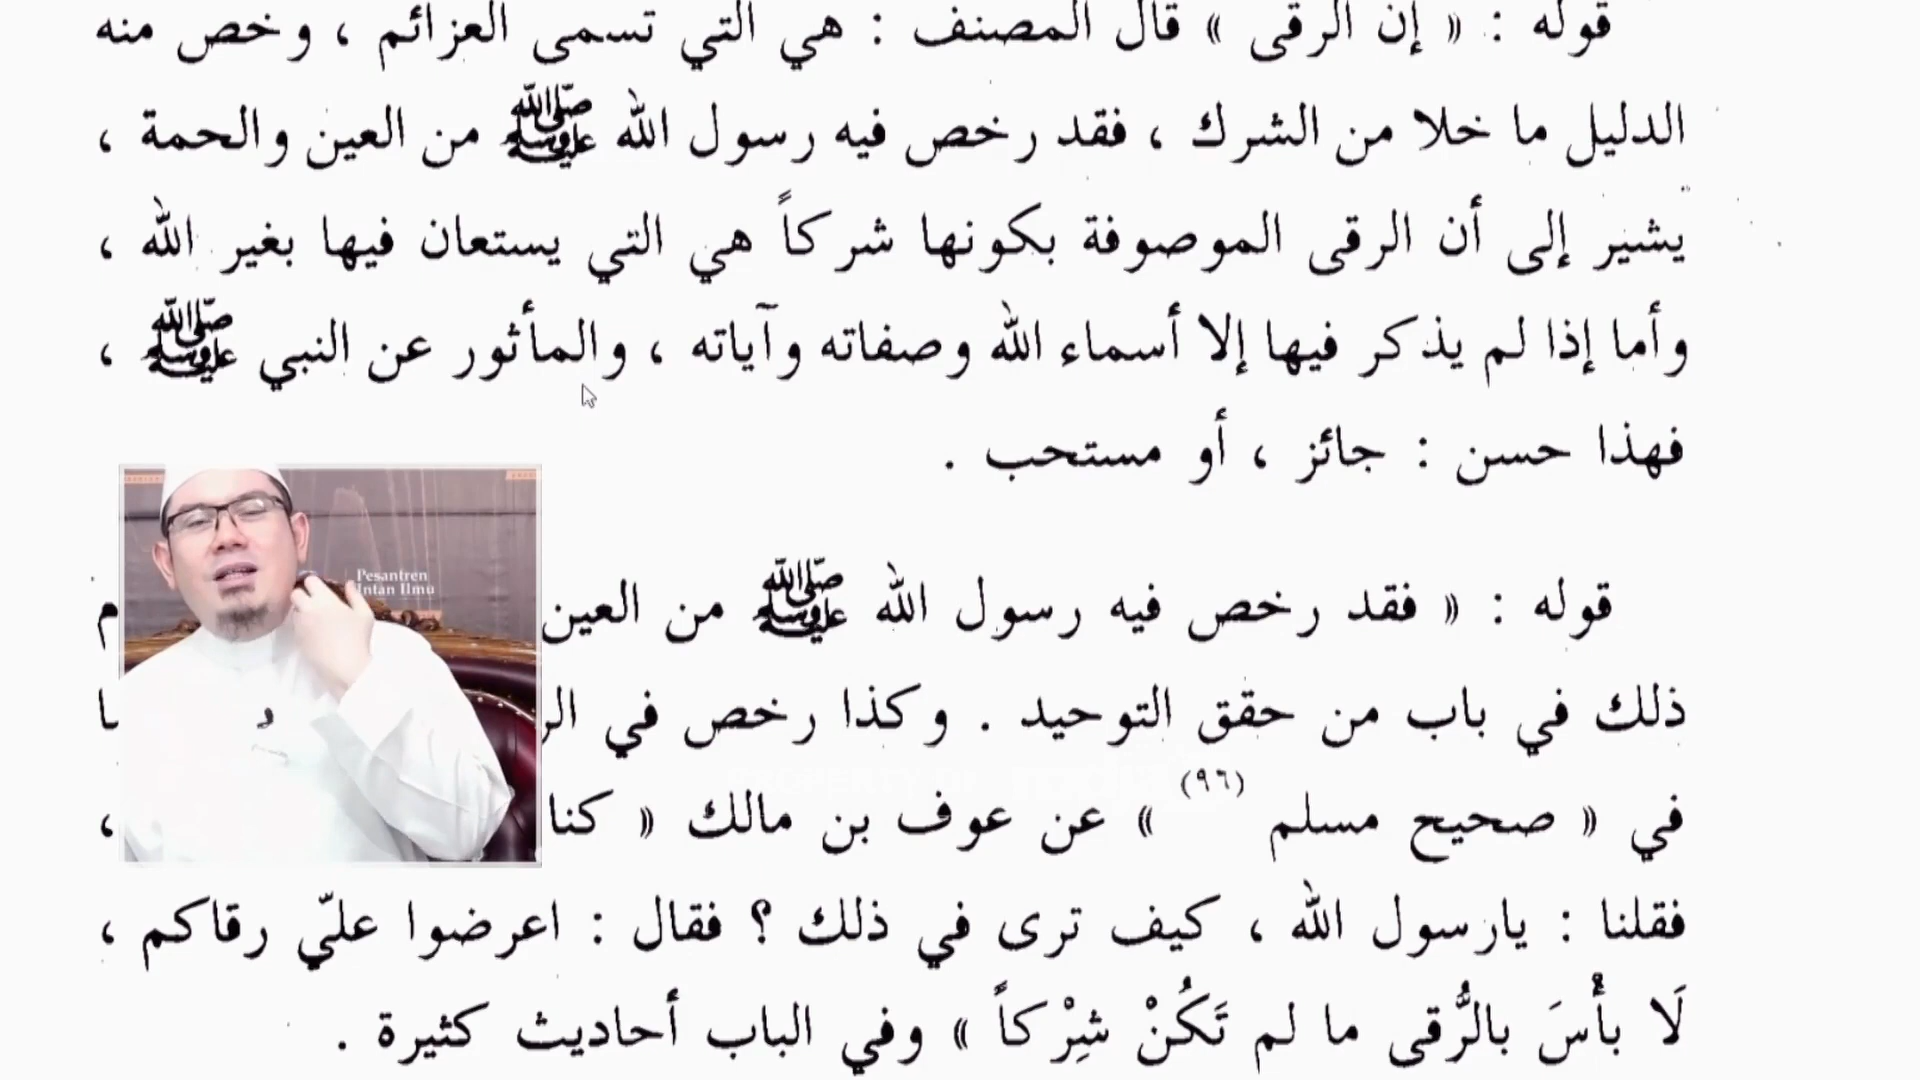 قوله : « إن الرقى » قال المصنف : هي التي تسمى العزائم ، وخص منه
الدليل ما خلا من الشرك ، فقد رخص فيه رسول الله ﷺ من العين والحمة ،
يشير إلى أن الرقى الموصوفة بكونها شركاً هي التي يستعان فيها بغير الله ،
وأما إذا لم يذكر فيها إلا أسماء الله وصفاته وآياته ، والمأثور عن النبي ﷺ ،
فهذا حسن : جائز ، أو مستحب .
قوله : « فقد رخص فيه رسول الله ﷺ من العين
ذلك في باب من حقق التوحيد . وكذا رخص في
في « صحيح مسلم (٩٦) » عن عوف بن مالك « كنا ،
فقلنا : يارسول الله ، كيف ترى في ذلك ؟ فقال : اعرضوا عليّ رقاكم ،
لَا بأْسَ بالرُّقى ما لم تَكُنْ شِرْكاً » وفي الباب أحاديث كثيرة .
Pesantren
Intan Ilmu